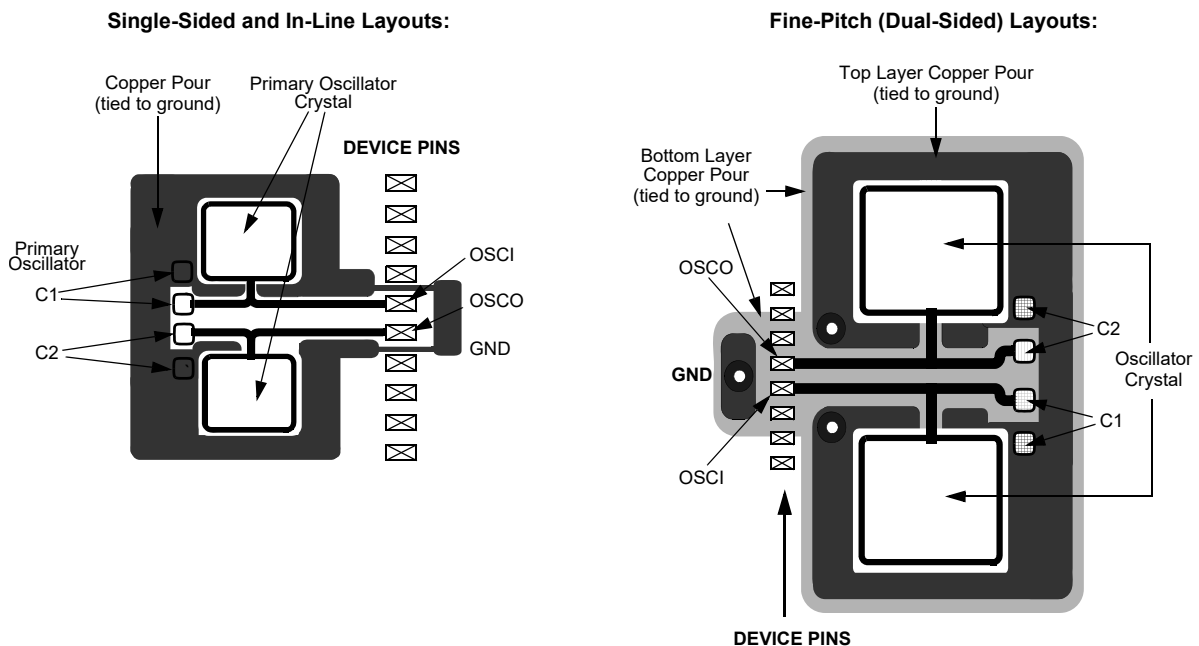 Single-Sided and In-Line Layouts:
Copper Pour
(tied to ground)
Primary Oscillator
Crystal
DEVICE PINS
Primary
Oscillator
C1
C2
OSCI
OSCO
GND
Fine-Pitch (Dual-Sided) Layouts:
Top Layer Copper Pour
(tied to ground)
Bottom Layer
Copper Pour
(tied to ground)
OSCO
GND
OSCI
C2
Oscillator
Crystal
C1
DEVICE PINS